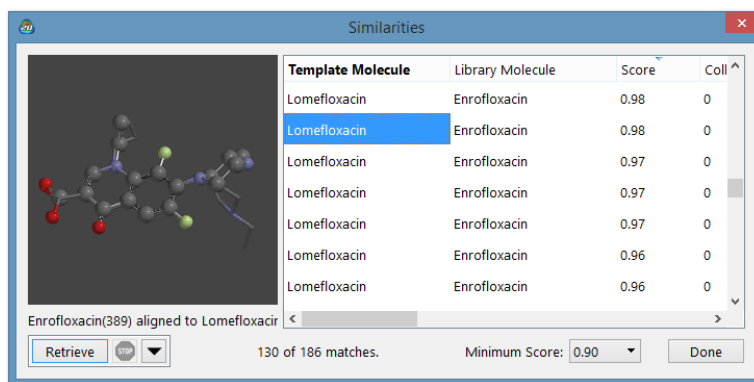 Similarities
Template Molecule Library Molecule Score Coll
Lomefloxacin Enrofloxacin 0.98 0
Lomefloxacin Enrofloxacin 0.98 0
Lomefloxacin Enrofloxacin 0.97 0
Lomefloxacin Enrofloxacin 0.97 0
Lomefloxacin Enrofloxacin 0.97 0
Lomefloxacin Enrofloxacin 0.96 0
Lomefloxacin Enrofloxacin 0.96 0
Enrofloxacin(389) aligned to Lomefloxacir
Retrieve STOP 130 of 186 matches. Minimum Score: 0.90 Done